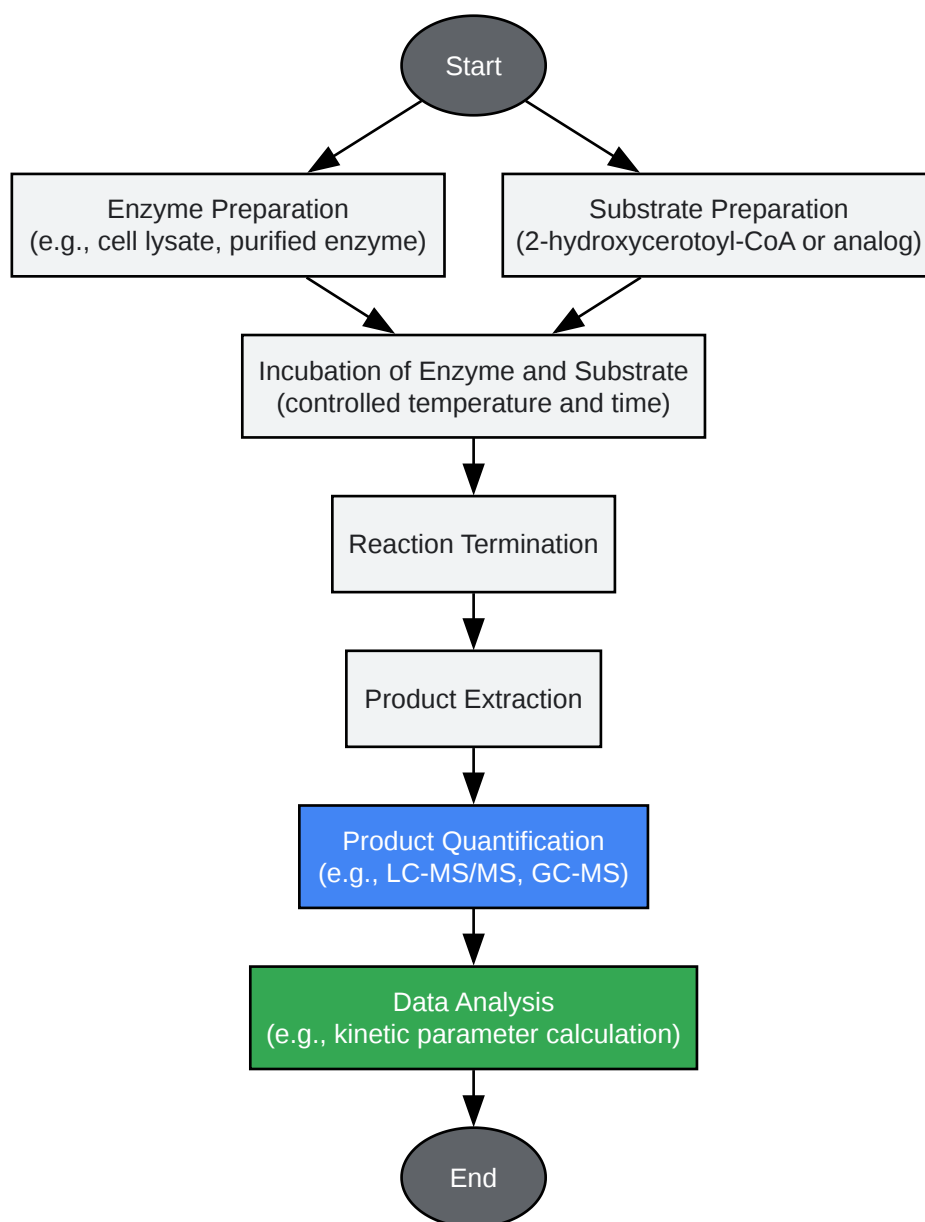 Start
Enzyme Preparation
(e.g., cell lysate, purified enzyme)
Substrate Preparation
(2-hydroxycerotoyl-CoA or analog)
Incubation of Enzyme and Substrate
(controlled temperature and time)
Reaction Termination
Product Extraction
Product Quantification
(e.g., LC-MS/MS, GC-MS)
Data Analysis
(e.g., kinetic parameter calculation)
End